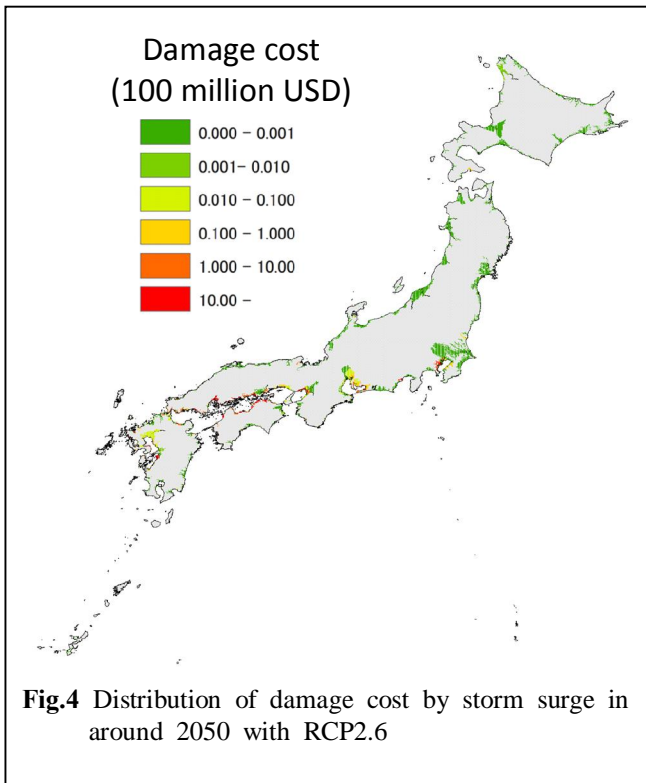 Damage cost
(100 million USD)
0.000 – 0.001
0.001– 0.010
0.010 – 0.100
0.100 – 1.000
1.000 – 10.00
10.00 –
Fig.4 Distribution of damage cost by storm surge in
around 2050 with RCP2.6